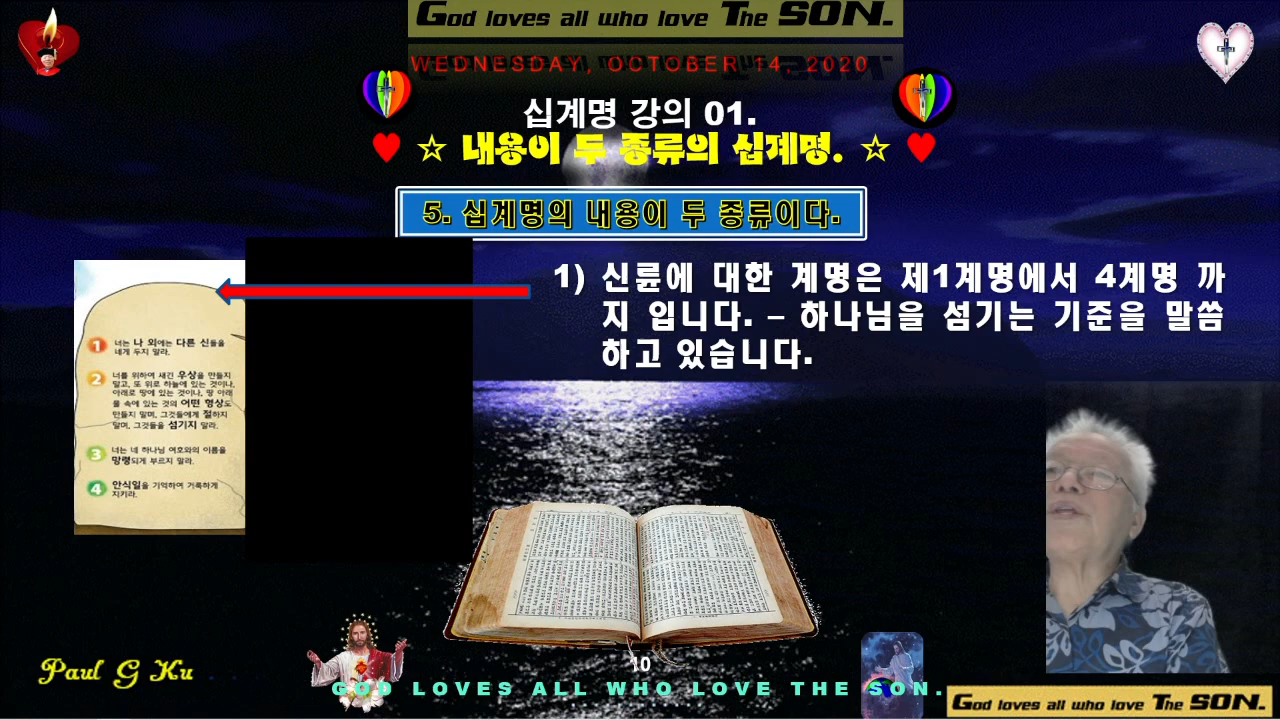 God loves all who love The SON.
WEDNESDAY, OCTOBER 14, 2020
십계명 강의 01.
☆ 내용이 두 종류의 십계명. ☆
5. 십계명의 내용이 두 종류이다.
1) 신륜에 대한 계명은 제1계명에서 4계명 까
지 입니다. – 하나님을 섬기는 기준을 말씀
하고 있습니다.
1 너는 나 외에는 다른 신들을
네게 두지 말라.
2 너를 위하여 새긴 우상을 만들지
말고, 또 위로 하늘에 있는 것이나,
아래로 땅에 있는 것이나, 땅 아래
물 속에 있는 것의 어떤 형상도
만들지 말며, 그것들에게 절하지
말며, 그것들을 섬기지 말라.
3 너는 네 하나님 여호와의 이름을
망령되게 부르지 말라.
4 안식일을 기억하여 거룩하게
지키라.
Paul G Ku
10
GOD LOVES ALL WHO LOVE THE SON.
God loves all who love The SON.